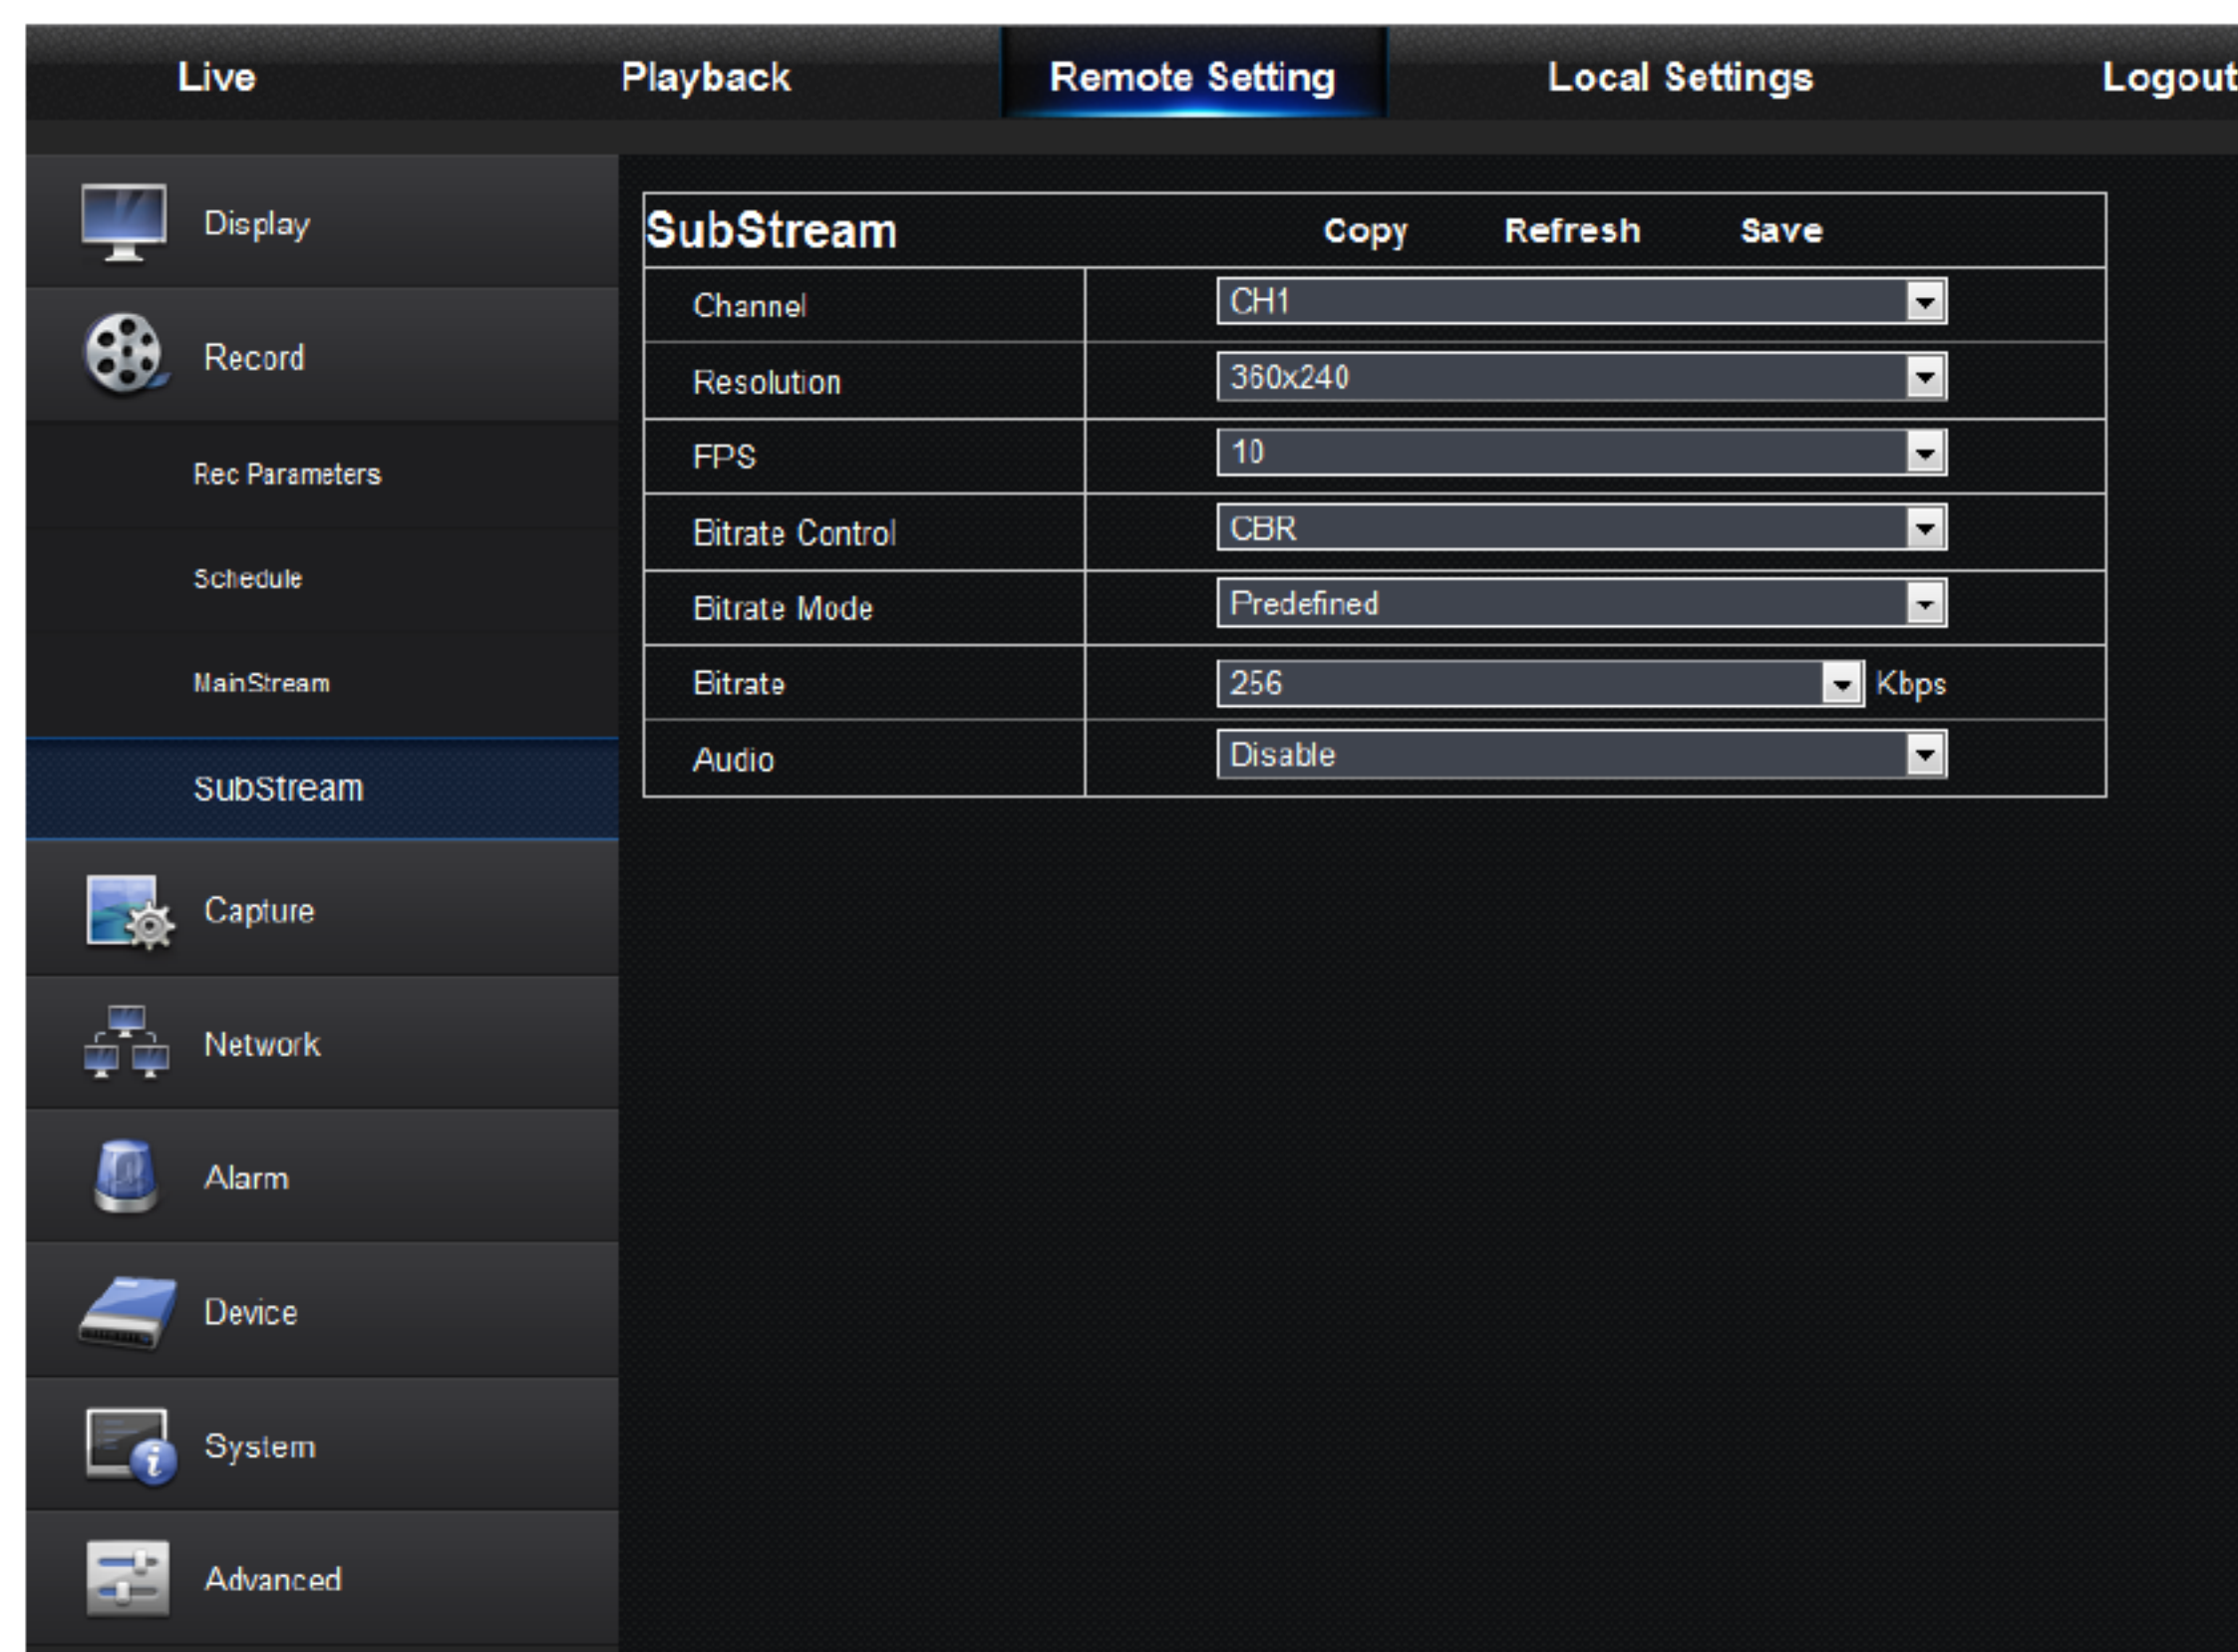 Live Playback Remote Setting Local Settings Logout
Display
Record
Rec Parameters
Schedule
MainStream
SubStream
Capture
Network
Alarm
Device
System
Advanced
SubStream Copy Refresh Save
Channel CH1
Resolution 360x240
FPS 10
Bitrate Control CBR
Bitrate Mode Predefined
Bitrate 256 Kbps
Audio Disable